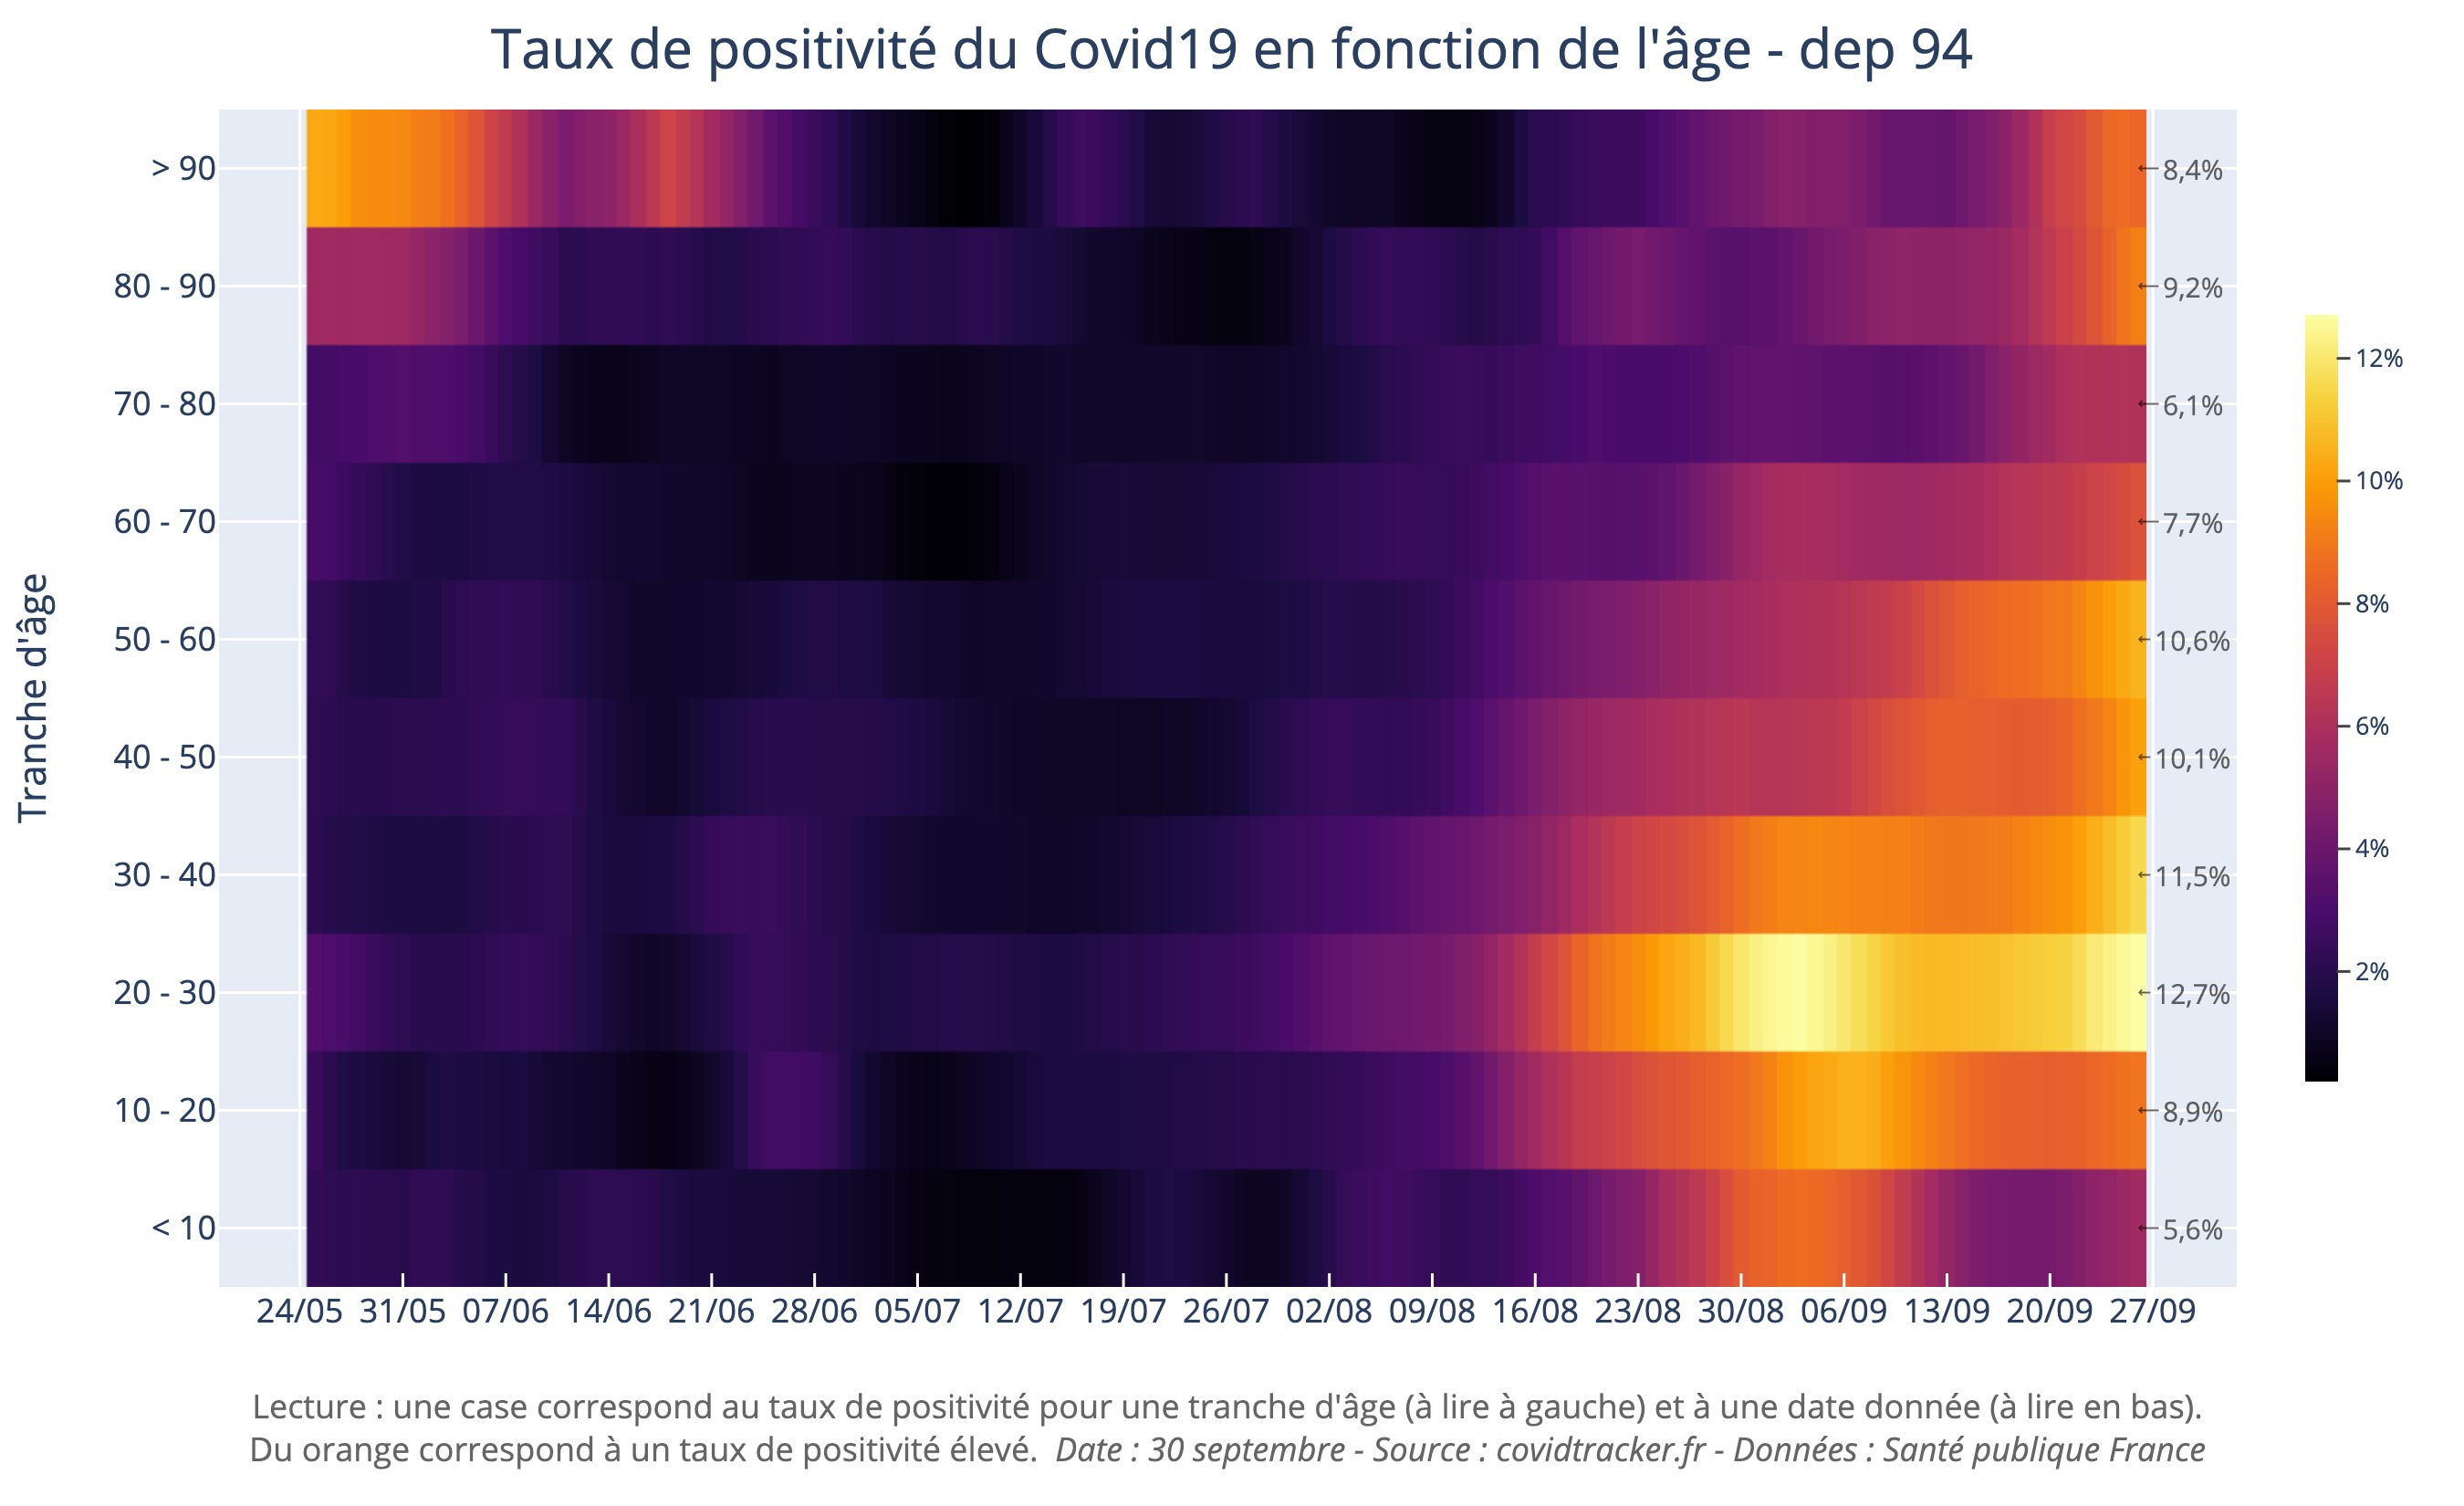 Taux de positivité du Covid19 en fonction de l'âge - dep 94
Tranche d'âge
> 90
80 - 90
70 - 80
60 - 70
50 - 60
40 - 50
30 - 40
20 - 30
10 - 20
< 10
8,4%
9,2%
6,1%
7,7%
10,6%
10,1%
11,5%
12,7%
8,9%
5,6%
12%
10%
8%
6%
4%
2%
24/05 31/05 07/06 14/06 21/06 28/06 05/07 12/07 19/07 26/07 02/08 09/08 16/08 23/08 30/08 06/09 13/09 20/09 27/09
Lecture : une case correspond au taux de positivité pour une tranche d'âge (à lire à gauche) et à une date donnée (à lire en bas).
Du orange correspond à un taux de positivité élevé. Date : 30 septembre - Source : covidtracker.fr - Données : Santé publique France